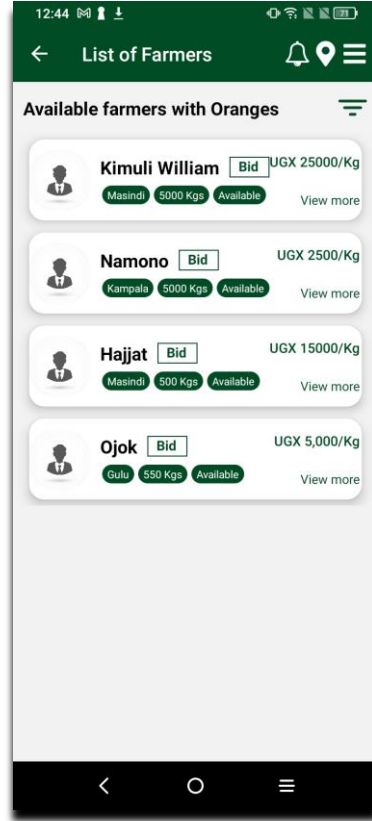 12:44 71
List of Farmers
Available farmers with Oranges
Kimuli William Bid UGX 25000/Kg
Masindi 5000 Kgs Available View more
Namono Bid UGX 2500/Kg
Kampala 5000 Kgs Available View more
Hajjat Bid UGX 15000/Kg
Masindi 500 Kgs Available View more
Ojok Bid UGX 5,000/Kg
Gulu 550 Kgs Available View more